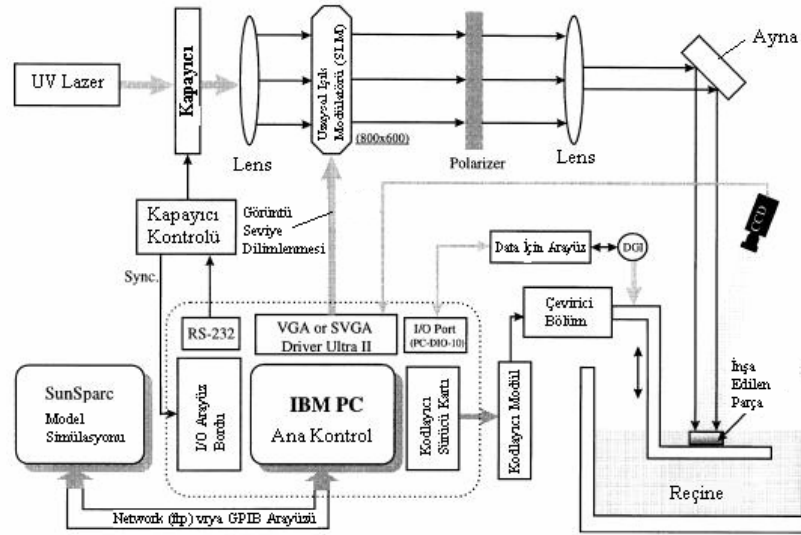 Ayna
UV Lazer
Kapayıcı
Uzaysal Işık
Modülatörü (SLM)
(800x600)
Lens
Polarizer
Lens
CCD
Kapayıcı
Kontrolü
Görüntü
Seviye
Dilimlenmesi
Data İçin Arayüz
DGI
Sync.
Çevirici
Bölüm
RS-232
VGA or SVGA
Driver Ultra II
I/O Port
(PC-DIO-10)
İnşa
Edilen
Parça
SunSparc
Model
Simülasyonu
I/O Arayüz
Bordu
IBM PC
Ana Kontrol
Kodlayıcı
Sürücü Kartı
Kodlayıcı Modül
Reçine
Network (ftp) vrya GPIB Arayüzü